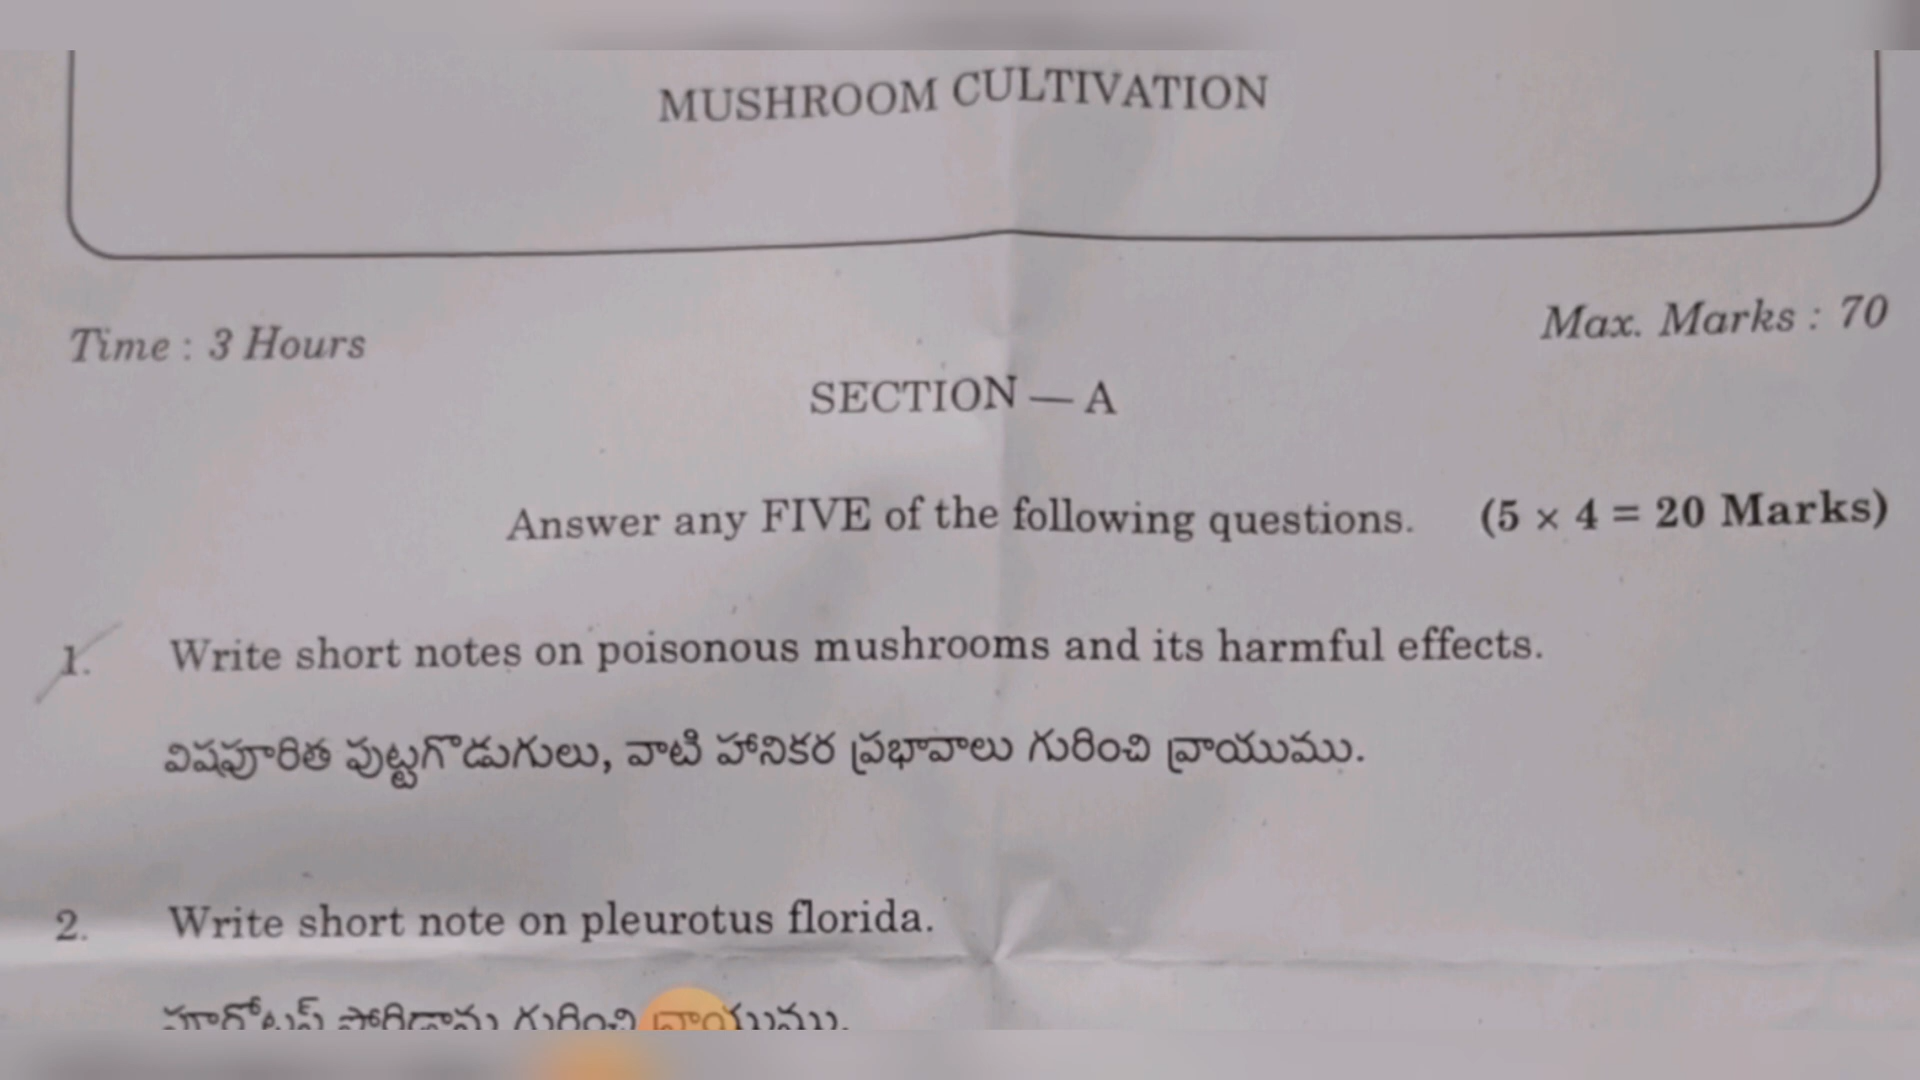 MUSHROOM CULTIVATION
Time : 3 Hours
Max. Marks : 70
SECTION — A
Answer any FIVE of the following questions. (5 × 4 = 20 Marks)
1. Write short notes on poisonous mushrooms and its harmful effects.
విషపూరిత పుట్టగొడుగులు, వాటి హానికర ప్రభావాలు గురించి వ్రాయుము.
2. Write short note on pleurotus florida.
గురించి వ్రాయుము.